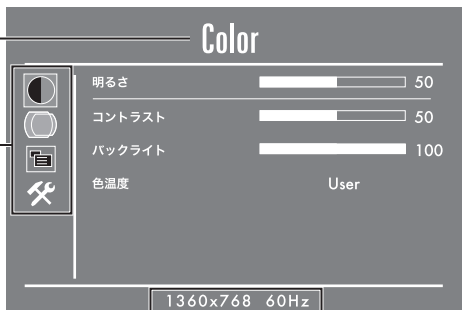 Color
明るさ 50
コントラスト 50
バックライト 100
色温度 User
1360x768 60Hz